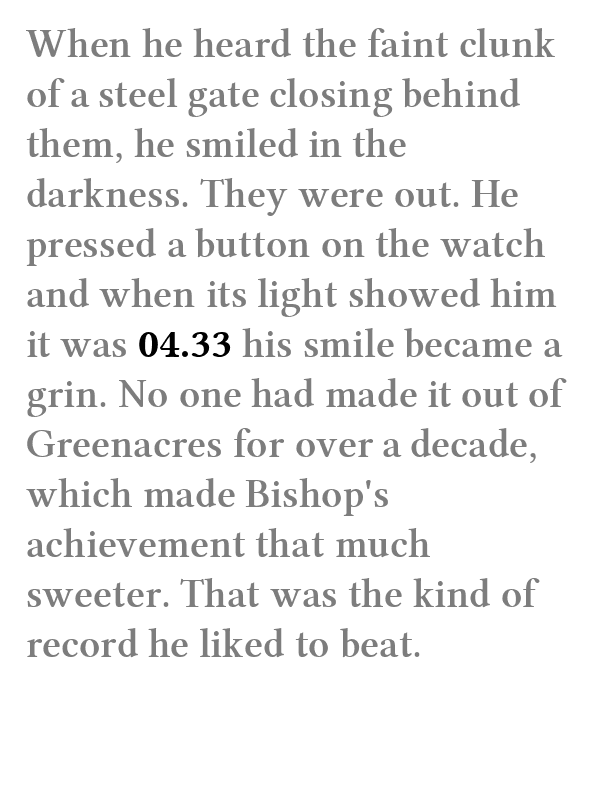 When he heard the faint clunk
of a steel gate closing behind
them, he smiled in the
darkness. They were out. He
pressed a button on the watch
and when its light showed him
it was 04.33 his smile became a
grin. No one had made it out of
Greenacres for over a decade,
which made Bishop's
achievement that much
sweeter. That was the kind of
record he liked to beat.